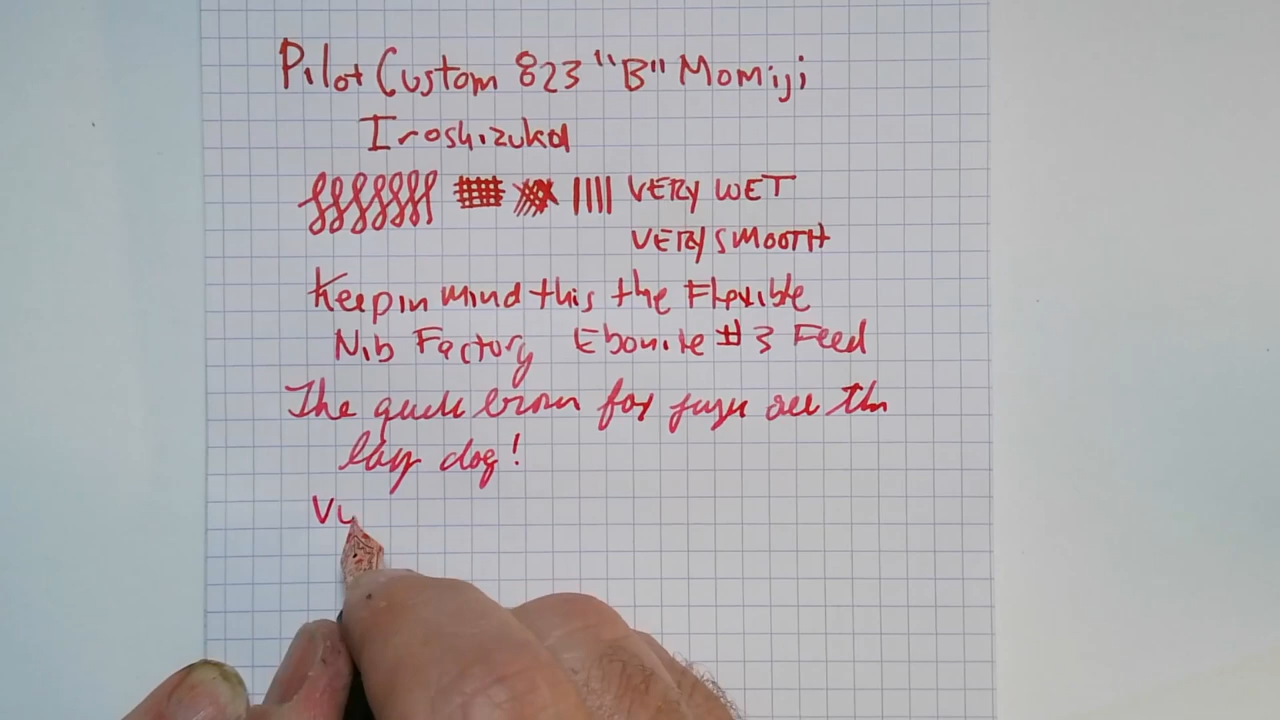 Pilot Custom 823 "B" Momiji
Iroshizuka
VERY WET
VERY SMOOTH
Keep in mind this the Flexible
Nib Factory Ebonite #3 Feed
The quick brown fox jumps over the
lazy dog!